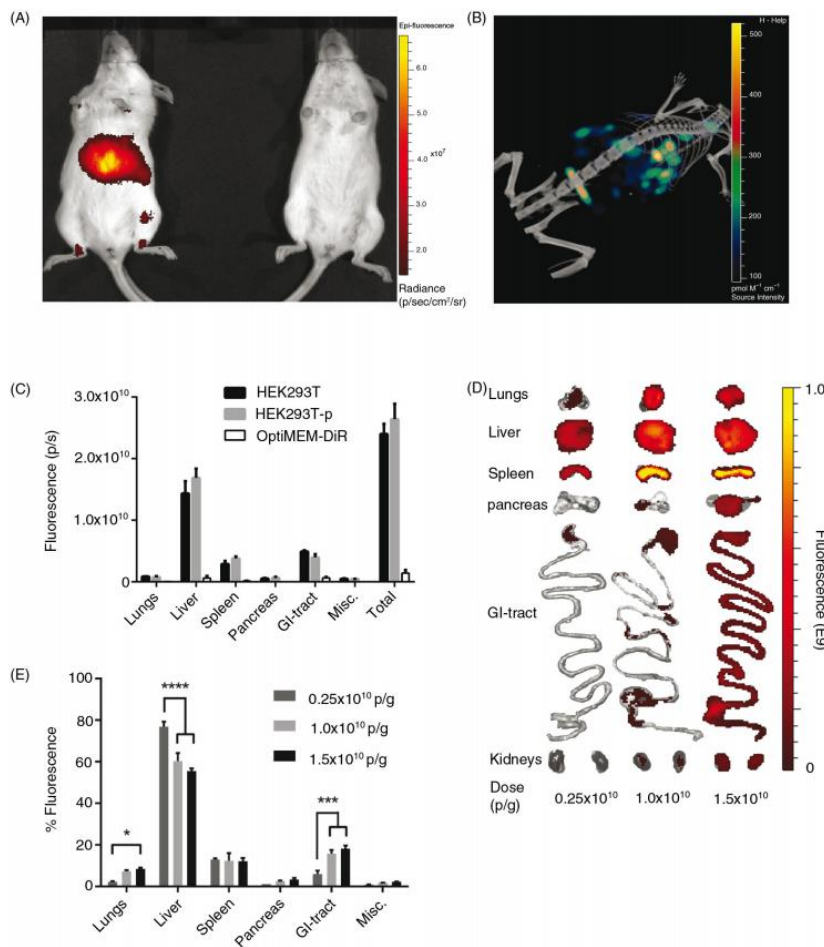 (A)
Epi-fluorescence
6.0
5.0
x10⁷
4.0
3.0
2.0
Radiance
(p/sec/cm²/sr)
(B)
H - Help
500
400
300
200
100
pmol M⁻¹ cm⁻¹
Source Intensity
(C)
Fluorescence (p/s)
3.0x10¹⁰
2.0x10¹⁰
1.0x10¹⁰
0
HEK293T
HEK293T-p
OptiMEM-DiR
Lungs
Liver
Spleen
Pancreas
GI-tract
Misc.
Total
(D)
Lungs
Liver
Spleen
pancreas
GI-tract
Kidneys
Dose
(p/g)
0.25x10¹⁰
1.0x10¹⁰
1.5x10¹⁰
1.0
Fluorescence (E9)
0
(E)
% Fluorescence
100
80
60
40
20
0
*
****
***
0.25x10¹⁰ p/g
1.0x10¹⁰ p/g
1.5x10¹⁰ p/g
Lungs
Liver
Spleen
Pancreas
GI-tract
Misc.